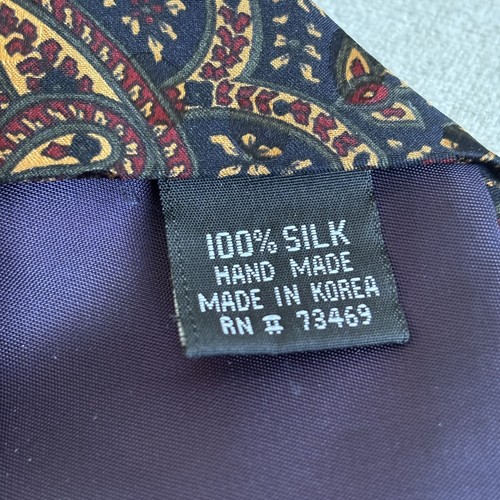 100% SILK
HAND MADE
MADE IN KOREA
RN # 73469